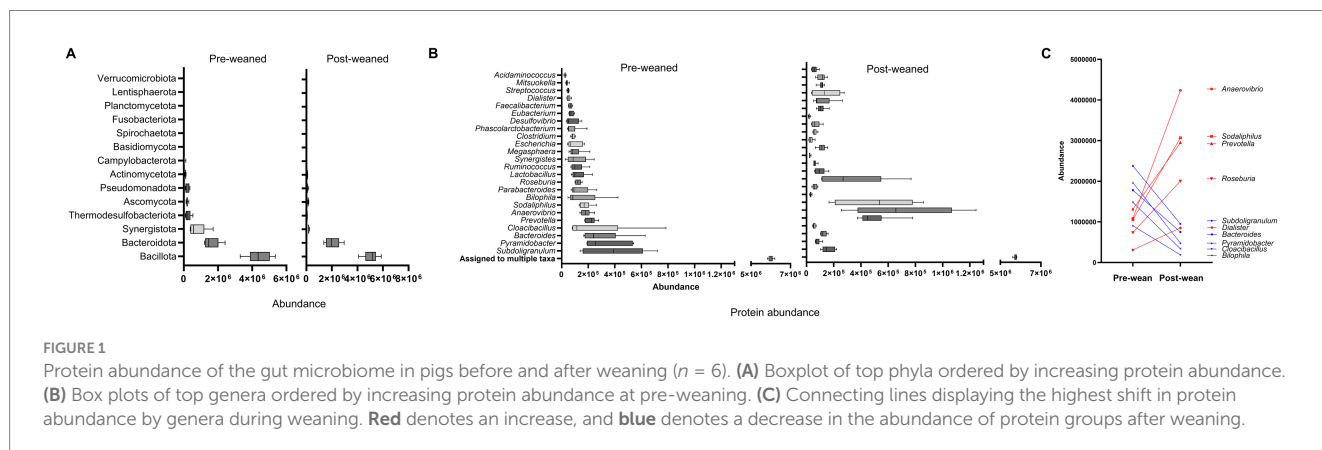 A
Pre-weaned
Post-weaned
Verrucomicrobiota
Lentisphaerota
Planctomycetota
Fusobacteriota
Spirochaetota
Basidiomycota
Campylobacterota
Actinomycetota
Pseudomonadota
Ascomycota
Thermodesulfobacteriota
Synergistota
Bacteroidota
Bacillota
0 2×10⁶ 4×10⁶ 6×10⁶
0 2×10⁶ 4×10⁶ 6×10⁶ 8×10⁶
Abundance
B
Pre-weaned
Post-weaned
Acidaminococcus
Mitsuokella
Streptococcus
Dialister
Faecalibacterium
Eubacterium
Desulfovibrio
Phascolarctobacterium
Clostridium
Escherichia
Megasphaera
Synergistes
Ruminococcus
Lactobacillus
Roseburia
Parabacteroides
Bilophila
Sodaliphilus
Anaerovibrio
Prevotella
Cloacibacillus
Bacteroides
Pyramidobacter
Subdoligranulum
Assigned to multiple taxa
0 2×10⁵ 4×10⁵ 6×10⁵ 8×10⁵ 1×10⁶ 1.2×10⁶ 5×10⁶ 7×10⁶
0 2×10⁵ 4×10⁵ 6×10⁵ 8×10⁵ 1×10⁶ 1.2×10⁶ 5×10⁶ 7×10⁶
Abundance
Protein abundance
C
5000000
4000000
3000000
2000000
1000000
0
Abundance
Pre-wean Post-wean
Anaerovibrio
Sodaliphilus
Prevotella
Roseburia
Subdoligranulum
Dialister
Bacteroides
Pyramidobacter
Cloacibacillus
Bilophila
FIGURE 1
Protein abundance of the gut microbiome in pigs before and after weaning (n = 6). (A) Boxplot of top phyla ordered by increasing protein abundance.
(B) Box plots of top genera ordered by increasing protein abundance at pre-weaning. (C) Connecting lines displaying the highest shift in protein
abundance by genera during weaning. Red denotes an increase, and blue denotes a decrease in the abundance of protein groups after weaning.